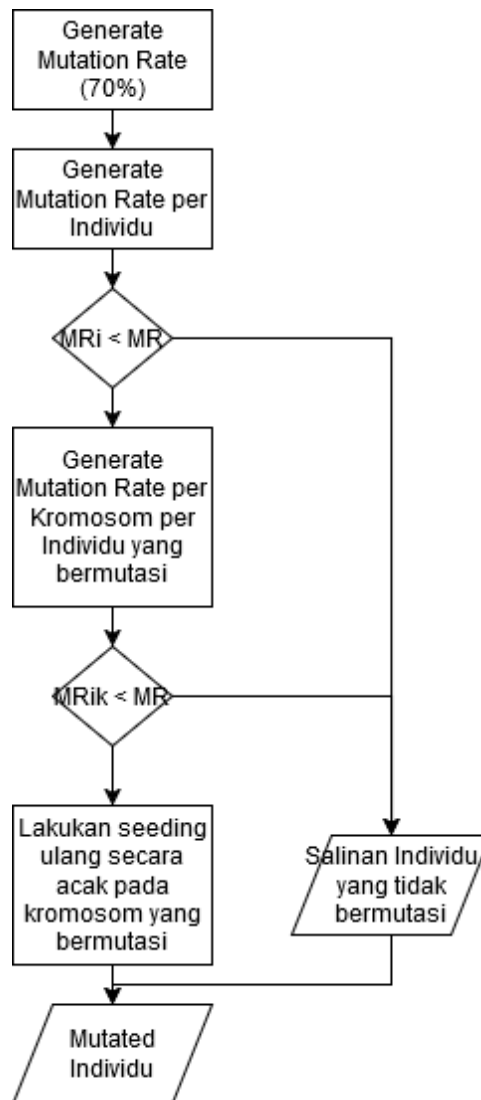 Generate
Mutation Rate
(70%)
Generate
Mutation Rate per
Individu
MRi < MR
Generate
Mutation Rate per
Kromosom per
Individu yang
bermutasi
MRik < MR
Lakukan seeding
ulang secara
acak pada
kromosom yang
bermutasi
Salinan Individu
yang tidak
bermutasi
Mutated
Individu